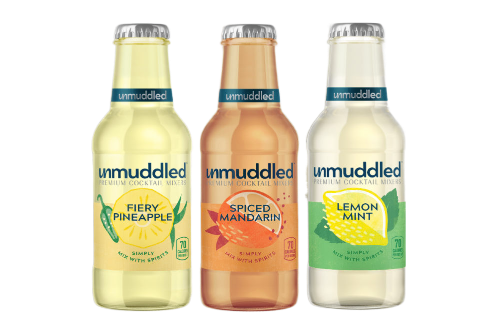 unmuddled
unmuddled
PREMIUM COCKTAIL MIXERS
FIERY
PINEAPPLE
SIMPLY
MIX WITH SPIRITS
70
unmuddled
unmuddled
PREMIUM COCKTAIL MIXERS
SPICED
MANDARIN
SIMPLY
MIX WITH SPIRITS
70
unmuddled
unmuddled
PREMIUM COCKTAIL MIXERS
LEMON
MINT
SIMPLY
MIX WITH SPIRITS
70